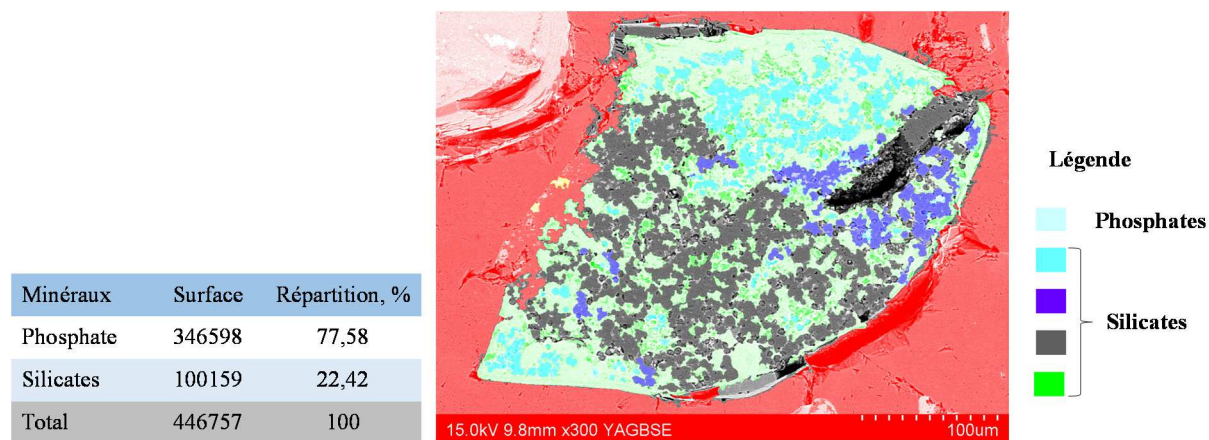 Minéraux Surface Répartition, %
Phosphate 346598 77,58
Silicates 100159 22,42
Total 446757 100
15.0kV 9.8mm x300 YAGBSE 100um
Légende
Phosphates
Silicates